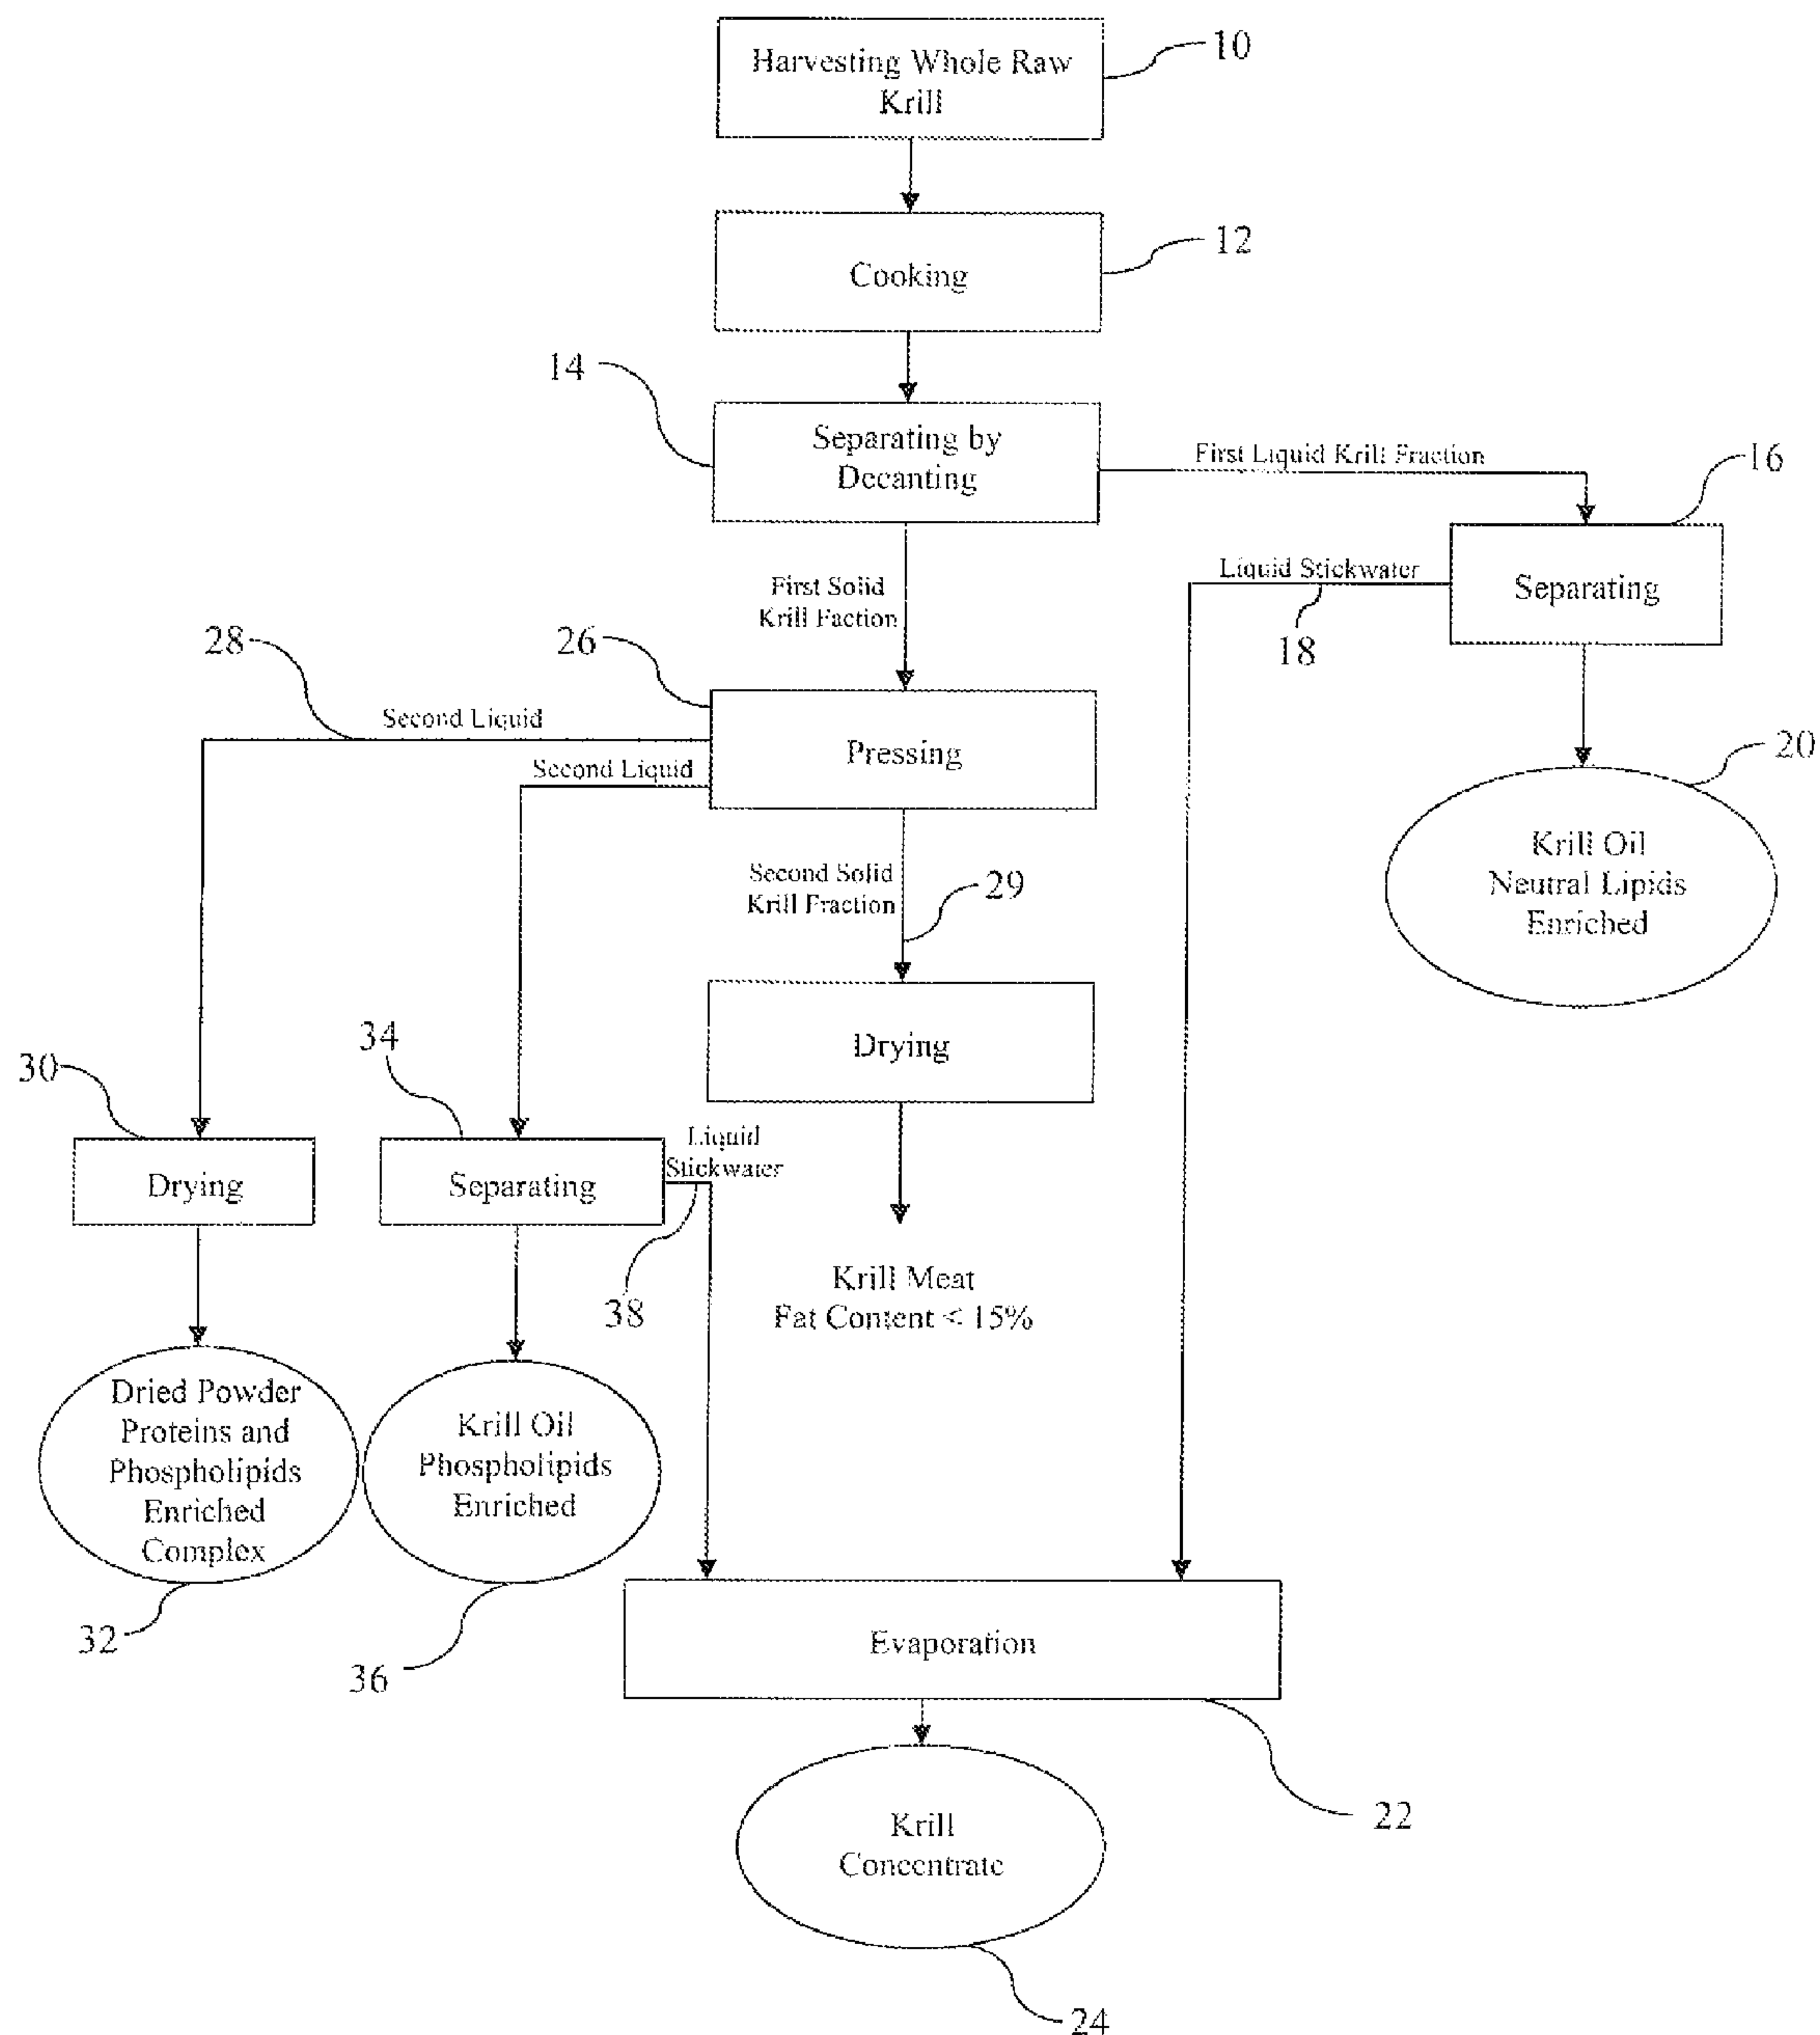 Harvesting Whole Raw
Krill
10
Cooking
12
14
Separating by
Decanting
First Liquid Krill Fraction
16
Liquid Stickwater
18
Separating
First Solid
Krill Faction
28
26
Second Liquid
Second Liquid
Pressing
20
Krill Oil
Neutral Lipids
Enriched
Second Solid
Krill Fraction
29
Drying
30
34
Drying
Separating
Liquid
Stickwater
38
Krill Meat
Fat Content < 15%
Dried Powder
Proteins and
Phospholipids
Enriched
Complex
Krill Oil
Phospholipids
Enriched
32
36
Evaporation
22
Krill
Concentrate
24